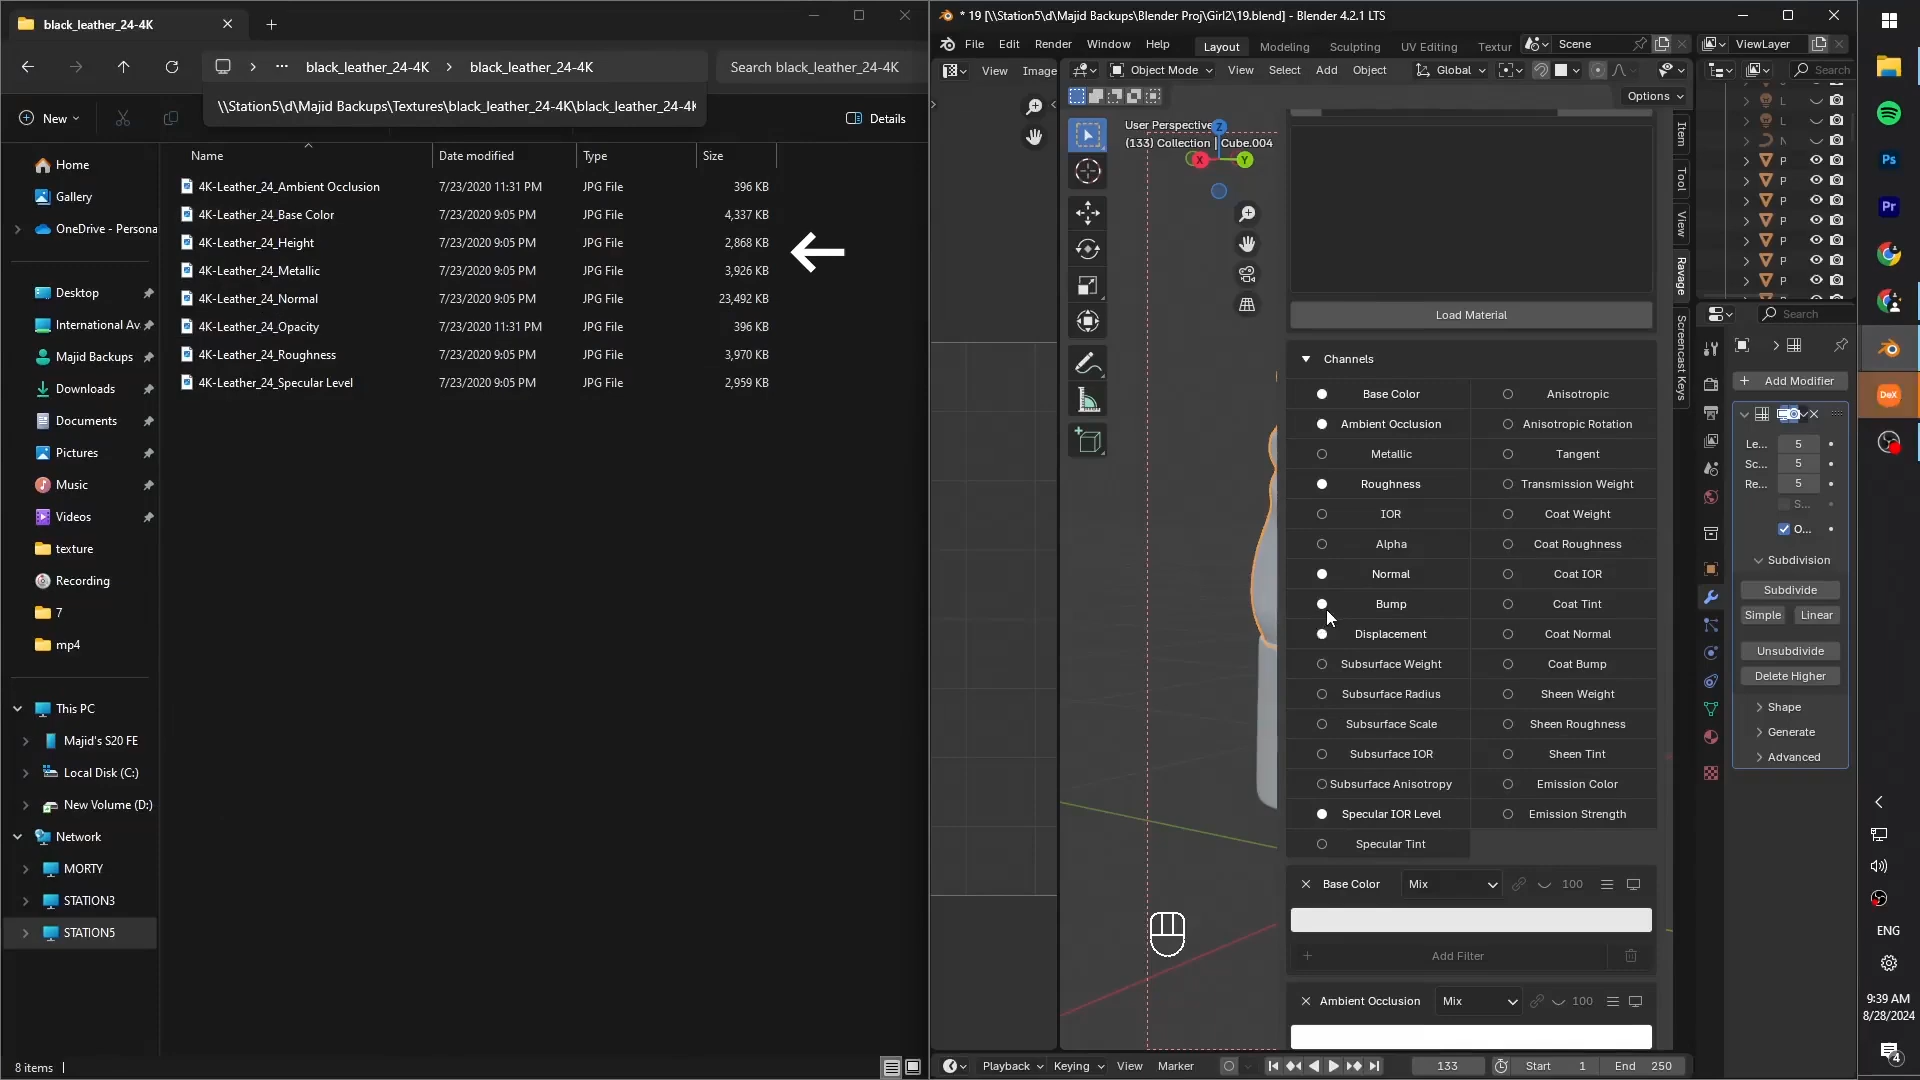 black_leather_24-4K
* 19 [\\Station5\d\Majid Backups\Blender Proj\Girl2\19.blend] - Blender 4.2.1 LTS
File
Edit
Render
Window
Help
Layout
Modeling
Sculpting
UV Editing
Textur
Scene
ViewLayer
black_leather_24-4K
black_leather_24-4K
Search black_leather_24-4K
\\Station5\d\Majid Backups\Textures\black_leather_24-4K\black_leather_24-4K
New
Details
View
Image
Object Mode
View
Select
Add
Object
Global
Search
Options
Name
Date modified
Type
Size
4K-Leather_24_Ambient Occlusion
7/23/2020 11:31 PM
JPG File
396 KB
4K-Leather_24_Base Color
7/23/2020 9:05 PM
JPG File
4,337 KB
4K-Leather_24_Height
7/23/2020 9:05 PM
JPG File
2,868 KB
4K-Leather_24_Metallic
7/23/2020 9:05 PM
JPG File
3,926 KB
4K-Leather_24_Normal
7/23/2020 9:05 PM
JPG File
23,492 KB
4K-Leather_24_Opacity
7/23/2020 11:31 PM
JPG File
396 KB
4K-Leather_24_Roughness
7/23/2020 9:05 PM
JPG File
3,970 KB
4K-Leather_24_Specular Level
7/23/2020 9:05 PM
JPG File
2,959 KB
Home
Gallery
OneDrive - Persona
Desktop
International Av
Majid Backups
Downloads
Documents
Pictures
Music
Videos
texture
Recording
7
mp4
This PC
Majid's S20 FE
Local Disk (C:)
New Volume (D:)
Network
MORTY
STATION3
STATION5
8 items
User Perspective
(133) Collection | Cube.004
Z
X
Y
Load Material
Channels
Base Color
Anisotropic
Ambient Occlusion
Anisotropic Rotation
Metallic
Tangent
Roughness
Transmission Weight
IOR
Coat Weight
Alpha
Coat Roughness
Normal
Coat IOR
Bump
Coat Tint
Displacement
Coat Normal
Subsurface Weight
Coat Bump
Subsurface Radius
Sheen Weight
Subsurface Scale
Sheen Roughness
Subsurface IOR
Sheen Tint
Subsurface Anisotropy
Emission Color
Specular IOR Level
Emission Strength
Specular Tint
Base Color
Mix
100
Add Filter
Ambient Occlusion
Mix
100
Item
Tool
View
Ravage
Screencast Keys
L
L
N
P
P
P
P
P
P
P
Search
Add Modifier
Le...
5
Sc...
5
Re...
5
S...
O...
Subdivision
Subdivide
Simple
Linear
Unsubdivide
Delete Higher
Shape
Generate
Advanced
Playback
Keying
View
Marker
133
Start
1
End
250
Ps
Pr
DeX
ENG
9:39 AM
8/28/2024
4